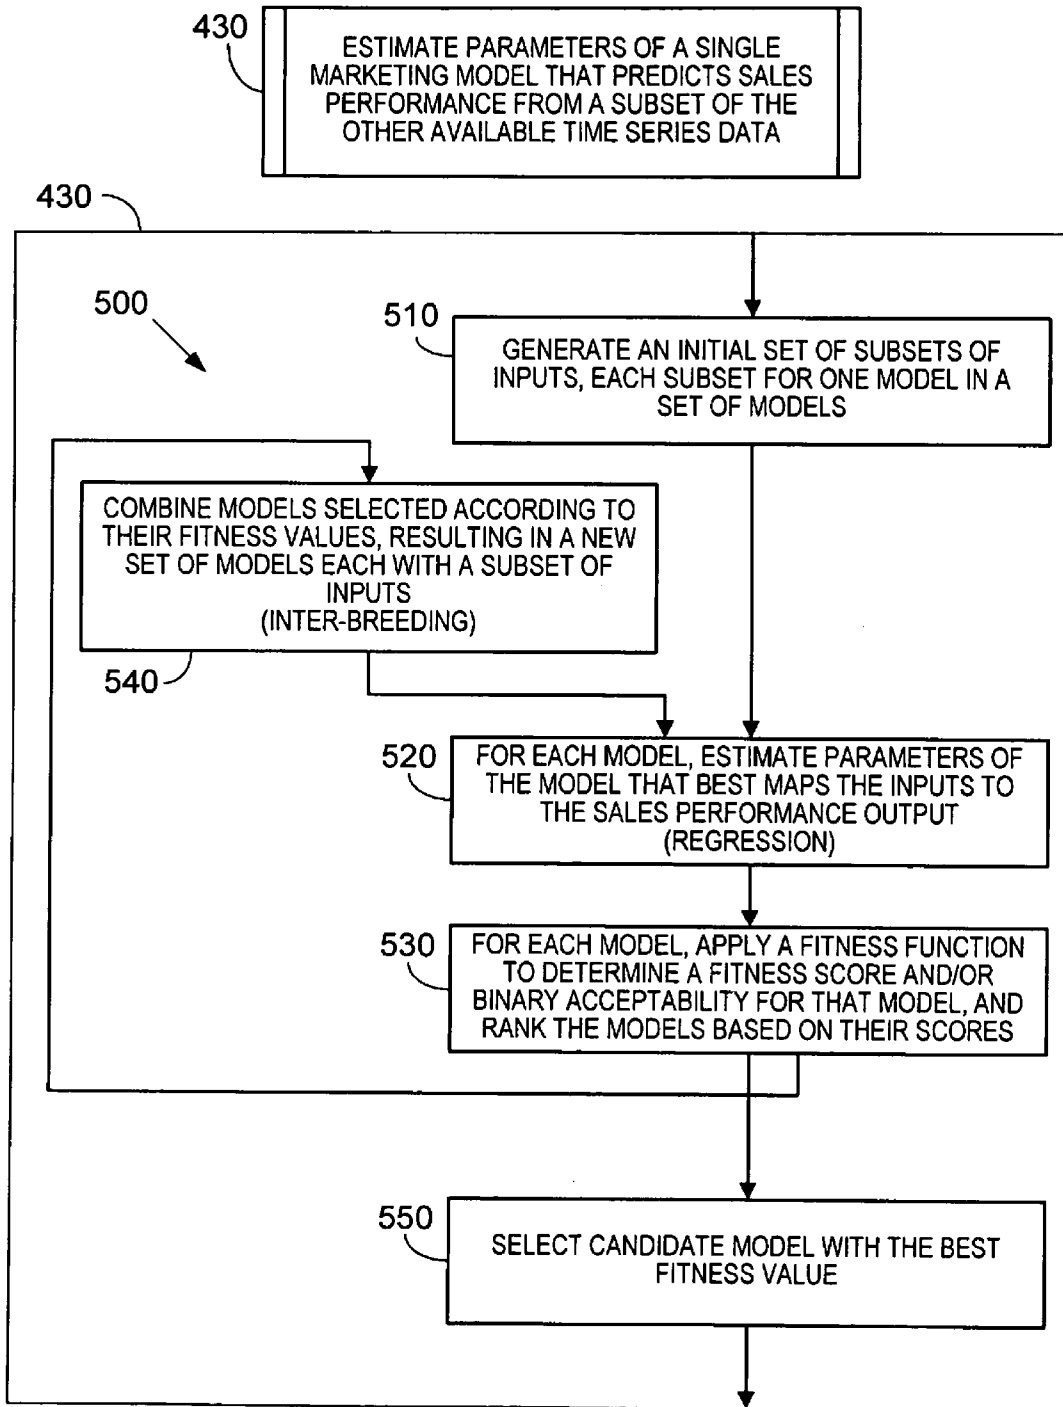 430
ESTIMATE PARAMETERS OF A SINGLE
MARKETING MODEL THAT PREDICTS SALES
PERFORMANCE FROM A SUBSET OF THE
OTHER AVAILABLE TIME SERIES DATA
430
500
510
GENERATE AN INITIAL SET OF SUBSETS OF
INPUTS, EACH SUBSET FOR ONE MODEL IN A
SET OF MODELS
COMBINE MODELS SELECTED ACCORDING TO
THEIR FITNESS VALUES, RESULTING IN A NEW
SET OF MODELS EACH WITH A SUBSET OF
INPUTS
(INTER-BREEDING)
540
520
FOR EACH MODEL, ESTIMATE PARAMETERS OF
THE MODEL THAT BEST MAPS THE INPUTS TO
THE SALES PERFORMANCE OUTPUT
(REGRESSION)
530
FOR EACH MODEL, APPLY A FITNESS FUNCTION
TO DETERMINE A FITNESS SCORE AND/OR
BINARY ACCEPTABILITY FOR THAT MODEL, AND
RANK THE MODELS BASED ON THEIR SCORES
550
SELECT CANDIDATE MODEL WITH THE BEST
FITNESS VALUE